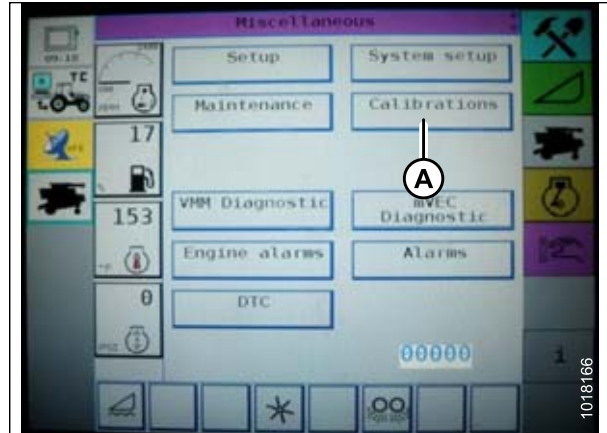 Miscellaneous
Setup
System setup
Maintenance
Calibrations
A
17
153
VMM Diagnostic
mVEC
Diagnostic
Engine alarms
Alarms
0
DTC
00000
TC
i
1018166